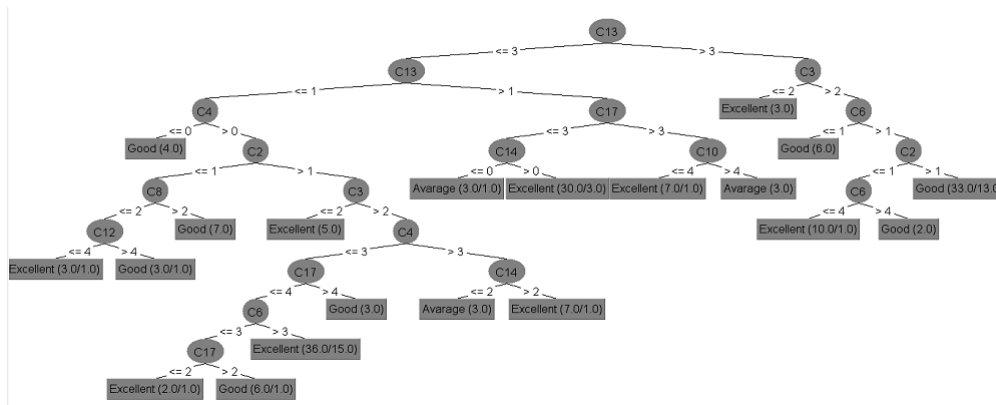 C13
<= 3 > 3
C13 C3
<= 1 > 1 <= 2 > 2
C4 C17 Excellent (3.0) C6
<= 0 > 0 <= 3 > 3 <= 1 > 1
Good (4.0) C2 C14 C10 Good (6.0) C2
<= 1 > 1 <= 0 > 0 <= 4 > 4 <= 1 > 1
C8 C3 Avarage (3.0/1.0) Excellent (30.0/3.0) Excellent (7.0/1.0) Avarage (3.0) C6 Good (33.0/13.0
<= 2 > 2 <= 2 > 2 <= 4 > 4
C12 Good (7.0) Excellent (5.0) C4 Excellent (10.0/1.0) Good (2.0)
<= 4 > 4 <= 3 > 3
Excellent (3.0/1.0) Good (3.0/1.0) C17 C14
<= 4 > 4 <= 2 > 2
C6 Good (3.0) Avarage (3.0) Excellent (7.0/1.0)
<= 3 > 3
C17 Excellent (36.0/15.0)
<= 2 > 2
Excellent (2.0/1.0) Good (6.0/1.0)